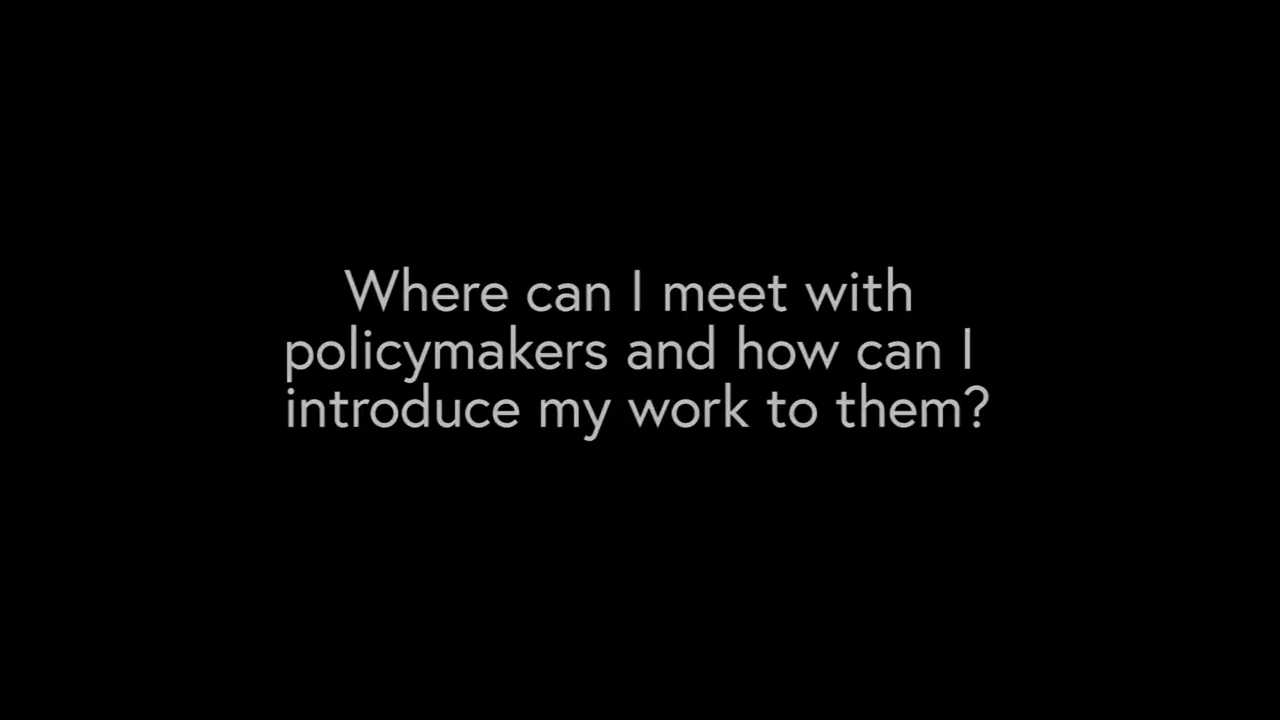 Where can I meet with
policymakers and how can I
introduce my work to them?